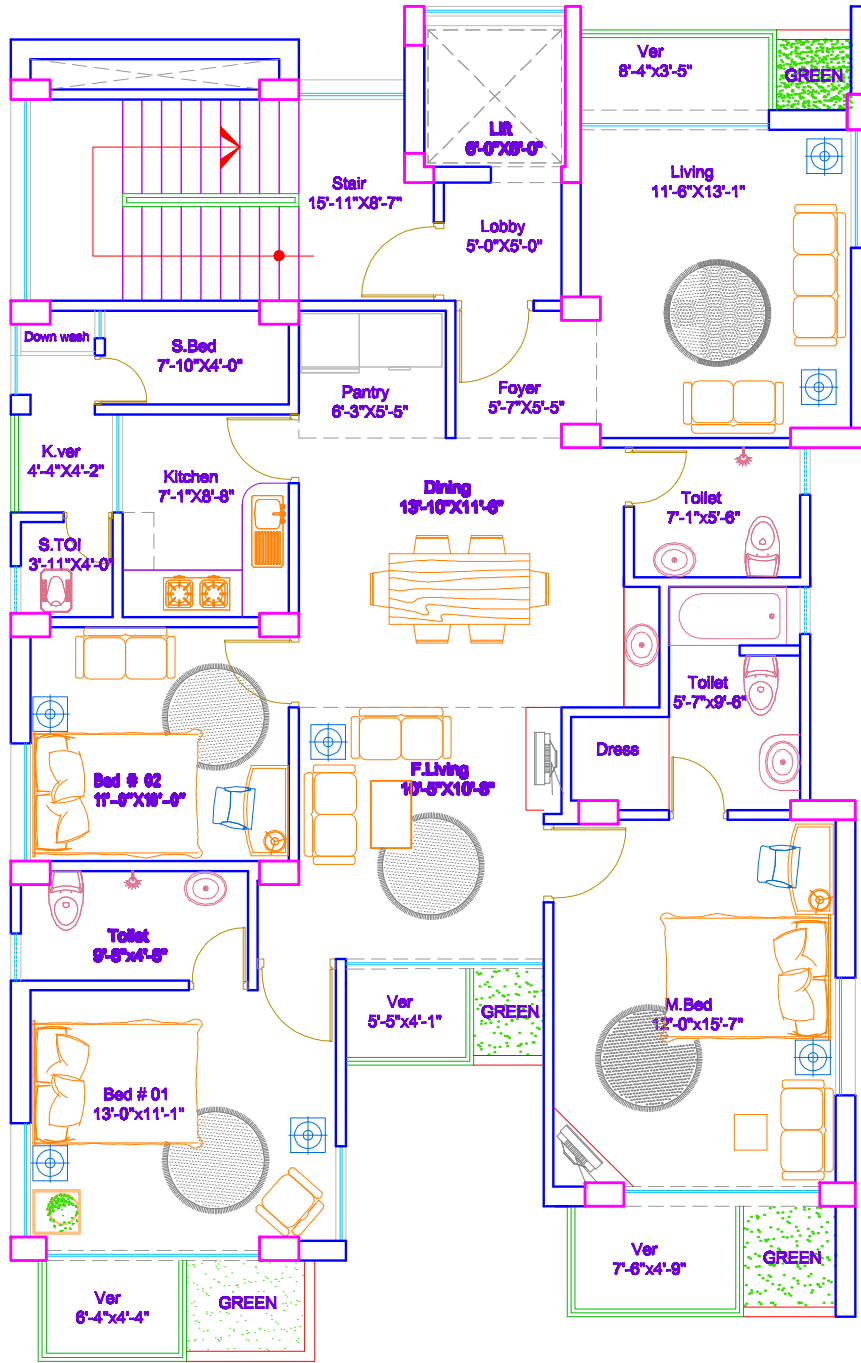 Ver
8'-4"x3'-5"
GREEN
Lift
6'-0"X6'-0"
Living
11'-6"X13'-1"
Stair
15'-11"X8'-7"
Lobby
5'-0"X5'-0"
Down wash
S.Bed
7'-10"X4'-0"
Pantry
6'-3"X5'-5"
Foyer
5'-7"X5'-5"
K.ver
4'-4"X4'-2"
Kitchen
7'-1"X8'-8"
Dining
13'-10"X11'-6"
Toilet
7'-1"x5'-6"
S.TOI
3'-11"X4'-0"
Toilet
5'-7"x9'-6"
Dress
Bed # 02
F.Living
Toilet
Ver
5'-5"x4'-1"
GREEN
M.Bed
12'-0"x15'-7"
Bed # 01
13'-0"x11'-1"
Ver
7'-6"x4'-9"
GREEN
Ver
6'-4"x4'-4"
GREEN